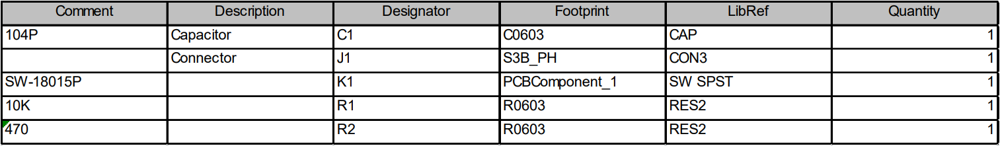 Comment Description Designator Footprint LibRef Quantity
104P Capacitor C1 C0603 CAP 1
Connector J1 S3B_PH CON3 1
SW-18015P K1 PCBComponent_1 SW SPST 1
10K R1 R0603 RES2 1
470 R2 R0603 RES2 1